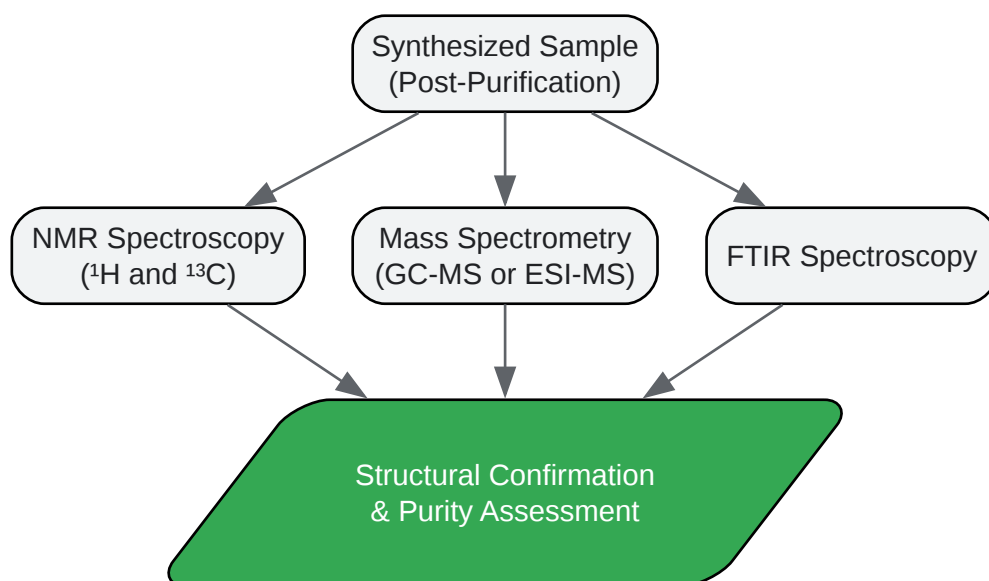 Synthesized Sample
(Post-Purification)
NMR Spectroscopy
(¹H and ¹³C)
Mass Spectrometry
(GC-MS or ESI-MS)
FTIR Spectroscopy
Structural Confirmation
& Purity Assessment